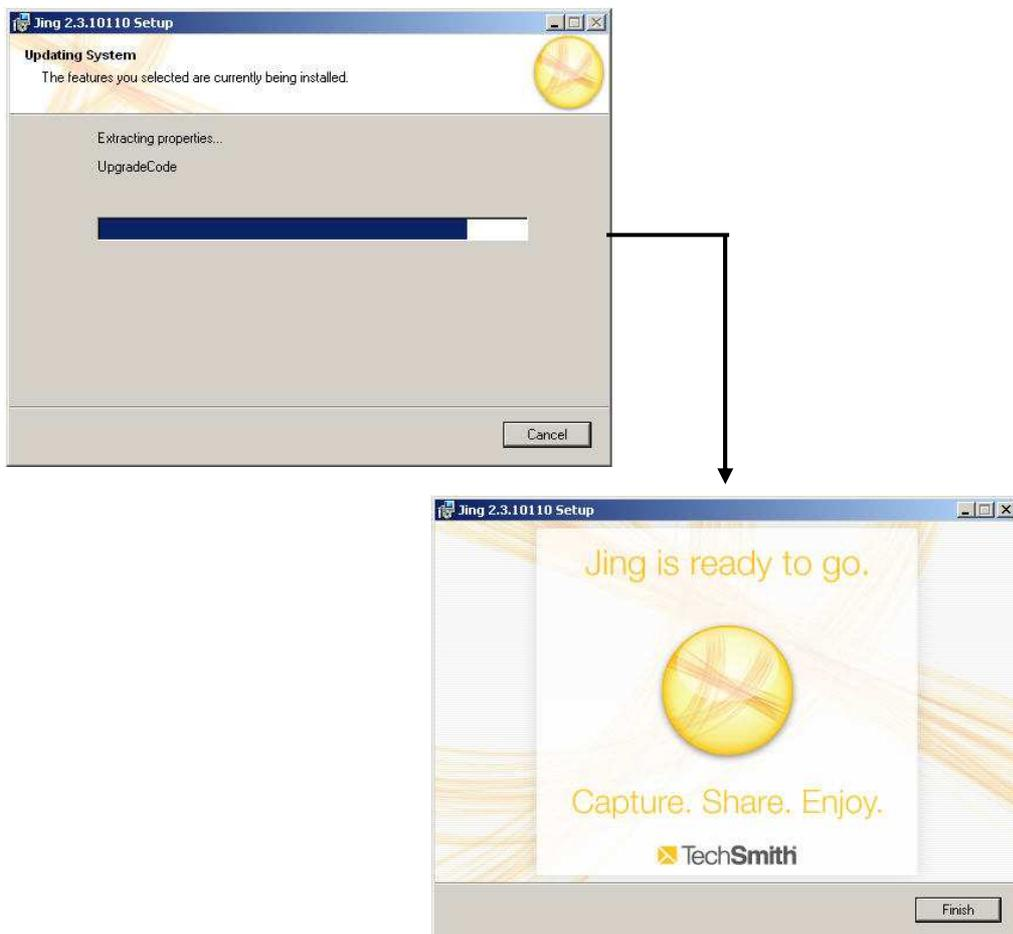 Jing 2.3.10110 Setup
Updating System
The features you selected are currently being installed.
Extracting properties...
UpgradeCode
Cancel
Jing 2.3.10110 Setup
Jing is ready to go.
Capture. Share. Enjoy.
TechSmith
Finish